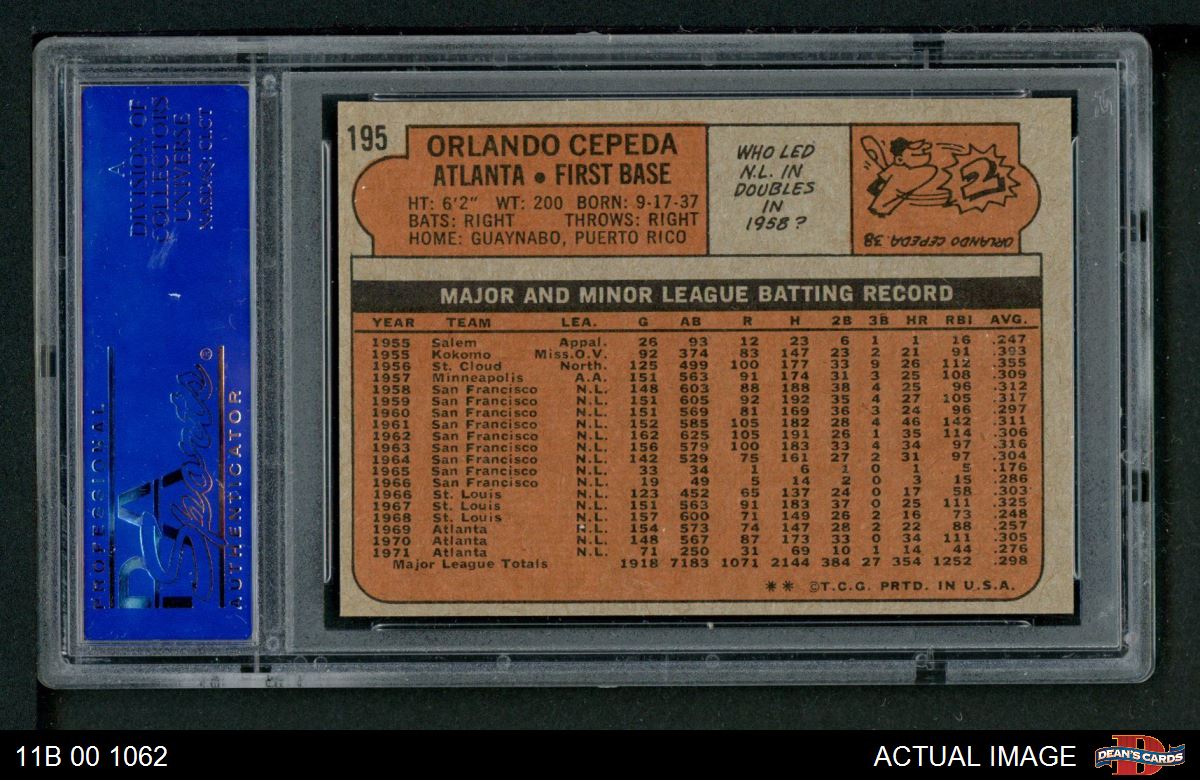 A
DIVISION OF
COLLECTORS
UNIVERSE
NASDAQ: CLCT
PROFESSIONAL
PSA
Sports ®
AUTHENTICATOR
195
ORLANDO CEPEDA
ATLANTA • FIRST BASE
HT: 6'2" WT: 200 BORN: 9-17-37
BATS: RIGHT THROWS: RIGHT
HOME: GUAYNABO, PUERTO RICO
WHO LED
N.L. IN
DOUBLES
IN
1958?
2
ORLANDO CEPEDA. 38
MAJOR AND MINOR LEAGUE BATTING RECORD
YEAR TEAM LEA. G AB R H 2B 3B HR RBI AVG.
1955 Salem Appal. 26 93 12 23 6 1 1 16 .247
1955 Kokomo Miss.O.V. 92 374 83 147 23 2 21 91 .393
1956 St. Cloud North. 125 499 100 177 33 9 26 112 .355
1957 Minneapolis A.A. 151 563 91 174 31 3 25 108 .309
1958 San Francisco N.L. 148 603 88 188 38 4 25 96 .312
1959 San Francisco N.L. 151 605 92 192 35 4 27 105 .317
1960 San Francisco N.L. 151 569 81 169 36 3 24 96 .297
1961 San Francisco N.L. 152 585 105 182 28 4 46 142 .311
1962 San Francisco N.L. 162 625 105 191 26 1 35 114 .306
1963 San Francisco N.L. 156 579 100 183 33 4 34 97 .316
1964 San Francisco N.L. 142 529 75 161 27 2 31 97 .304
1965 San Francisco N.L. 33 34 1 6 1 0 1 5 .176
1966 San Francisco N.L. 19 49 5 14 2 0 3 15 .286
1966 St. Louis N.L. 123 452 65 137 24 0 17 58 .303
1967 St. Louis N.L. 151 563 91 183 37 0 25 111 .325
1968 St. Louis N.L. 157 600 71 149 26 2 16 73 .248
1969 Atlanta N.L. 154 573 74 147 28 2 22 88 .257
1970 Atlanta N.L. 148 567 87 173 33 0 34 111 .305
1971 Atlanta N.L. 71 250 31 69 10 1 14 44 .276
Major League Totals 1918 7183 1071 2144 384 27 354 1252 .298
** ©T.C.G. PRTD. IN U.S.A.
11B 00 1062
ACTUAL IMAGE
DEAN'S CARDS